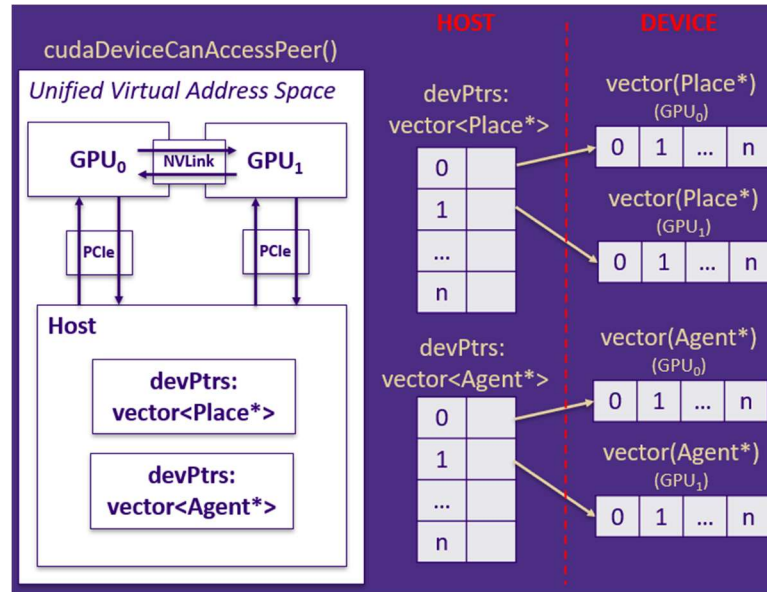 cudaDeviceCanAccessPeer()
Unified Virtual Address Space
GPU₀
NVLink
GPU₁
PCIe
PCIe
Host
devPtrs:
vector<Place*>
devPtrs:
vector<Agent*>
HOST
devPtrs:
vector<Place*>
0
1
...
n
devPtrs:
vector<Agent*>
0
1
...
n
DEVICE
vector(Place*)
(GPU₀)
0 1 ... n
vector(Place*)
(GPU₁)
0 1 ... n
vector(Agent*)
(GPU₀)
0 1 ... n
vector(Agent*)
(GPU₁)
0 1 ... n